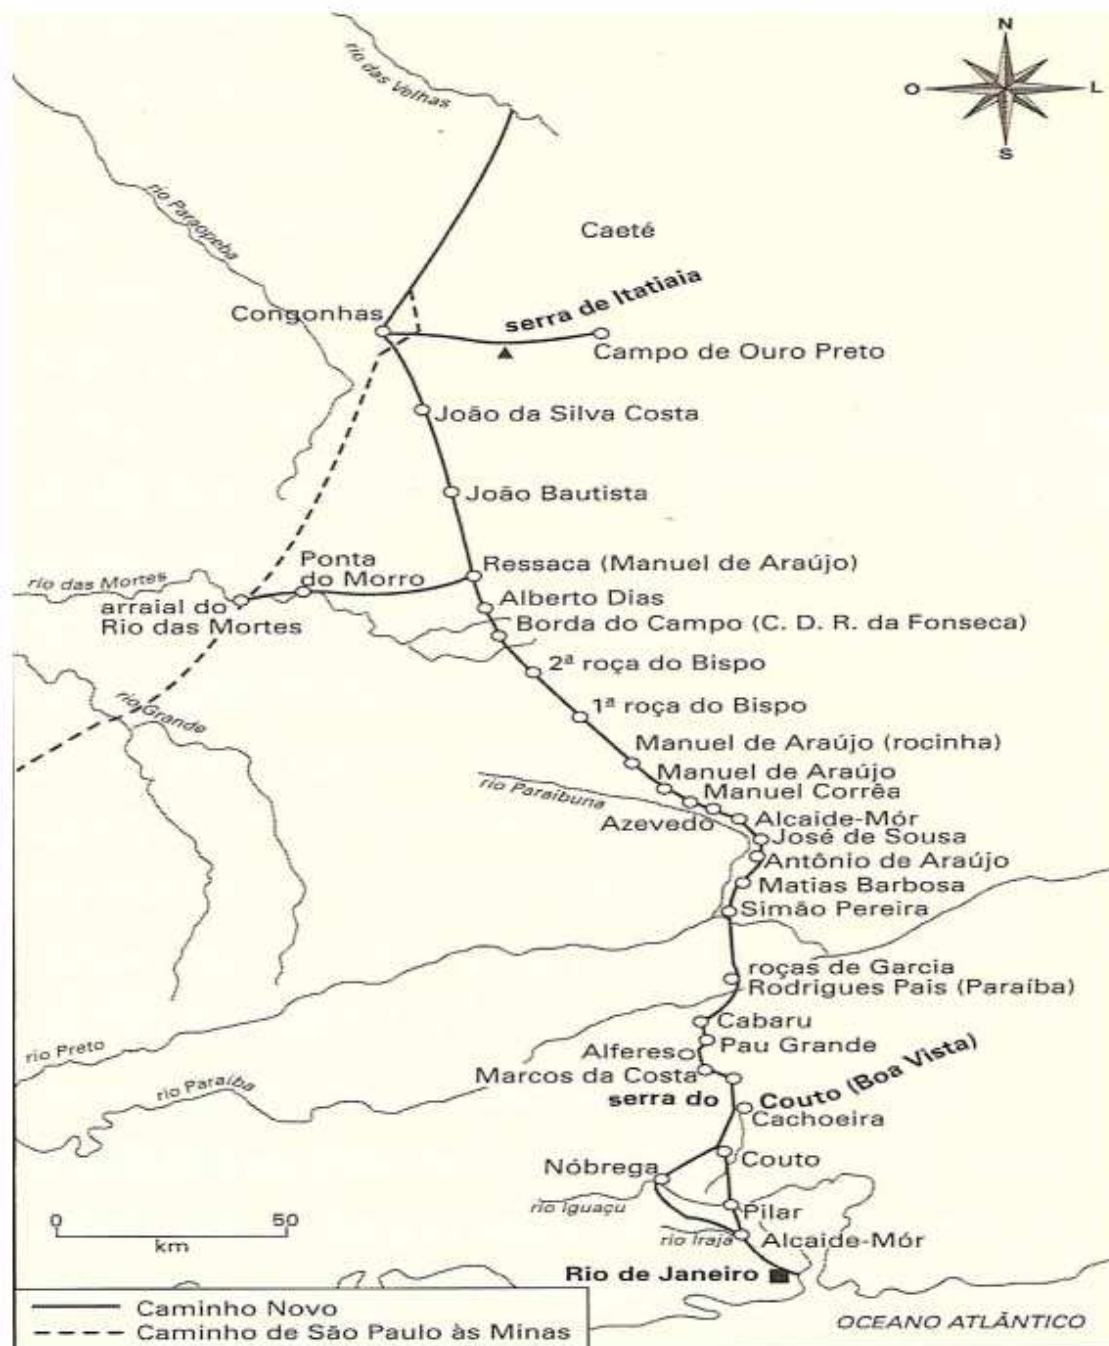 N
O
L
S
rio das Velhas
rio Paraopeba
Caeté
serra de Itatiaia
Congonhas
Campo de Ouro Preto
João da Silva Costa
João Bautista
Ponta
do Morro
Ressaca (Manuel de Araújo)
rio das Mortes
arraial do
Rio das Mortes
Alberto Dias
Borda do Campo (C. D. R. da Fonseca)
2ª roça do Bispo
rio Grande
1ª roça do Bispo
Manuel de Araújo (rocinha)
Manuel de Araújo
rio Paraibuna
Manuel Corrêa
Azevedo
Alcaide-Mór
José de Sousa
Antônio de Araújo
Matias Barbosa
Simão Pereira
roças de Garcia
Rodrigues Pais (Paraíba)
Cabaru
rio Preto
Pau Grande
Alferes
Marcos da Costa
rio Paraíba
serra do Couto (Boa Vista)
Cachoeira
Couto
Nóbrega
rio Iguaçu
Pilar
0 50
km
rio Irajá
Alcaide-Mór
Rio de Janeiro
Caminho Novo
Caminho de São Paulo às Minas
OCEANO ATLÂNTICO